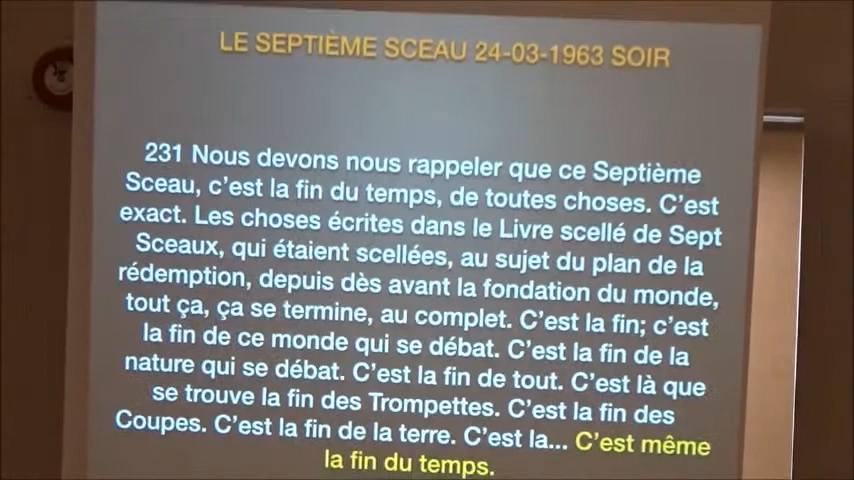 LE SEPTIÈME SCEAU 24-03-1963 SOIR
231 Nous devons nous rappeler que ce Septième
Sceau, c'est la fin du temps, de toutes choses. C'est
exact. Les choses écrites dans le Livre scellé de Sept
Sceaux, qui étaient scellées, au sujet du plan de la
rédemption, depuis dès avant la fondation du monde,
tout ça, ça se termine, au complet. C'est la fin; c'est
la fin de ce monde qui se débat. C'est la fin de la
nature qui se débat. C'est la fin de tout. C'est là que
se trouve la fin des Trompettes. C'est la fin des
Coupes. C'est la fin de la terre. C'est la... C'est même
la fin du temps.